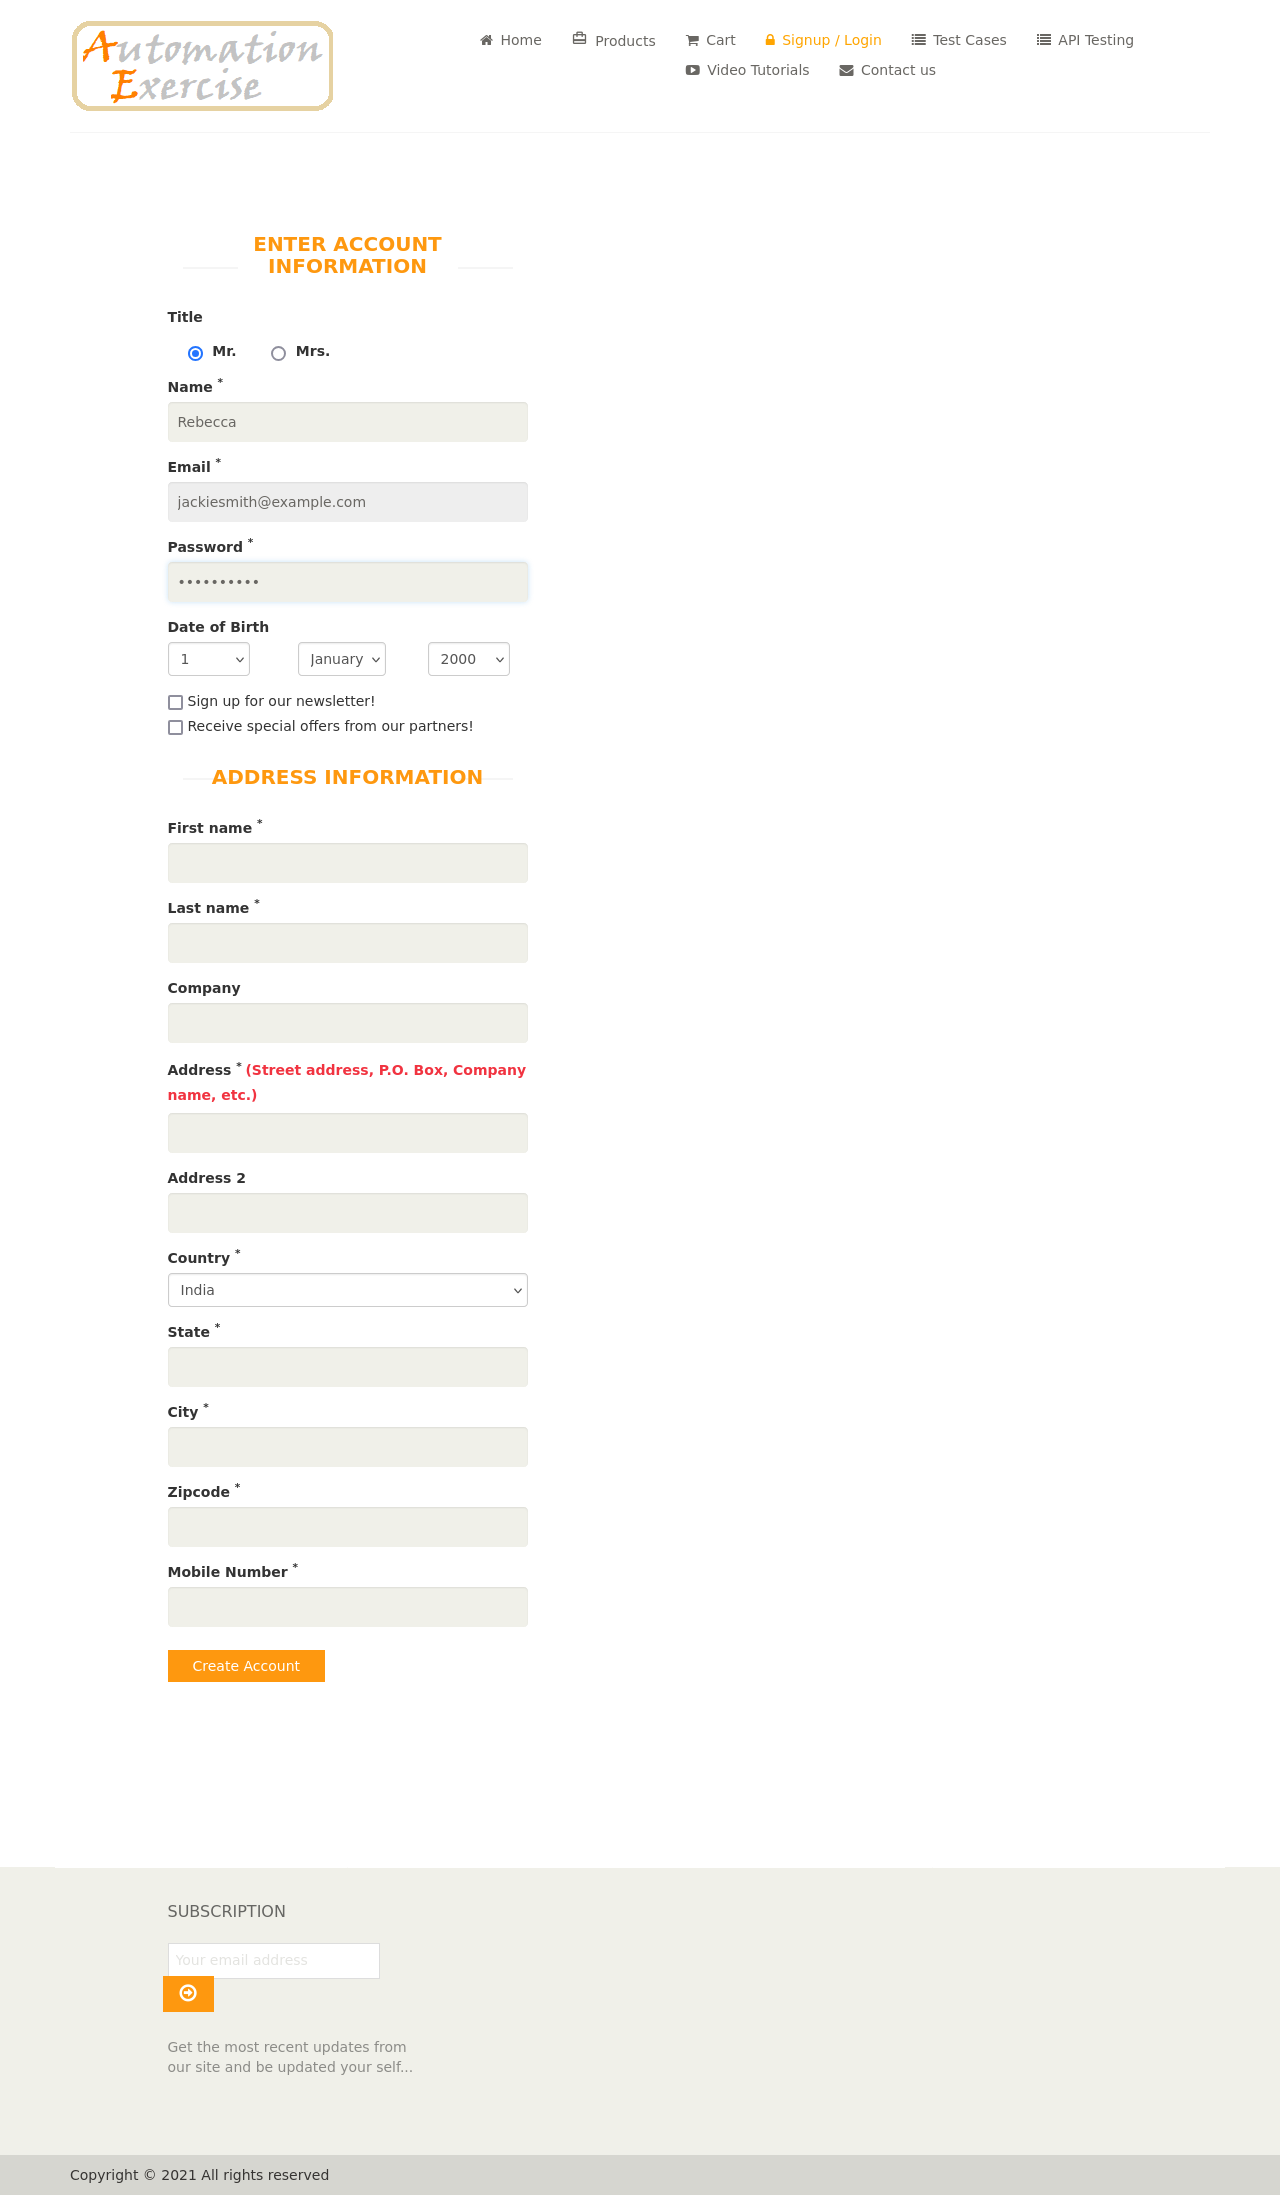 Automation
Exercise
Home
Products
Cart
Signup / Login
Test Cases
API Testing
Video Tutorials
Contact us
ENTER ACCOUNT
INFORMATION
Title
Mr.
Mrs.
Name *
Rebecca
Email *
jackiesmith@example.com
Password *
••••••••••
Date of Birth
1
January
2000
Sign up for our newsletter!
Receive special offers from our partners!
ADDRESS INFORMATION
First name *
Last name *
Company
Address * (Street address, P.O. Box, Company
name, etc.)
Address 2
Country *
India
State *
City *
Zipcode *
Mobile Number *
Create Account
SUBSCRIPTION
Your email address
Get the most recent updates from
our site and be updated your self...
Copyright © 2021 All rights reserved